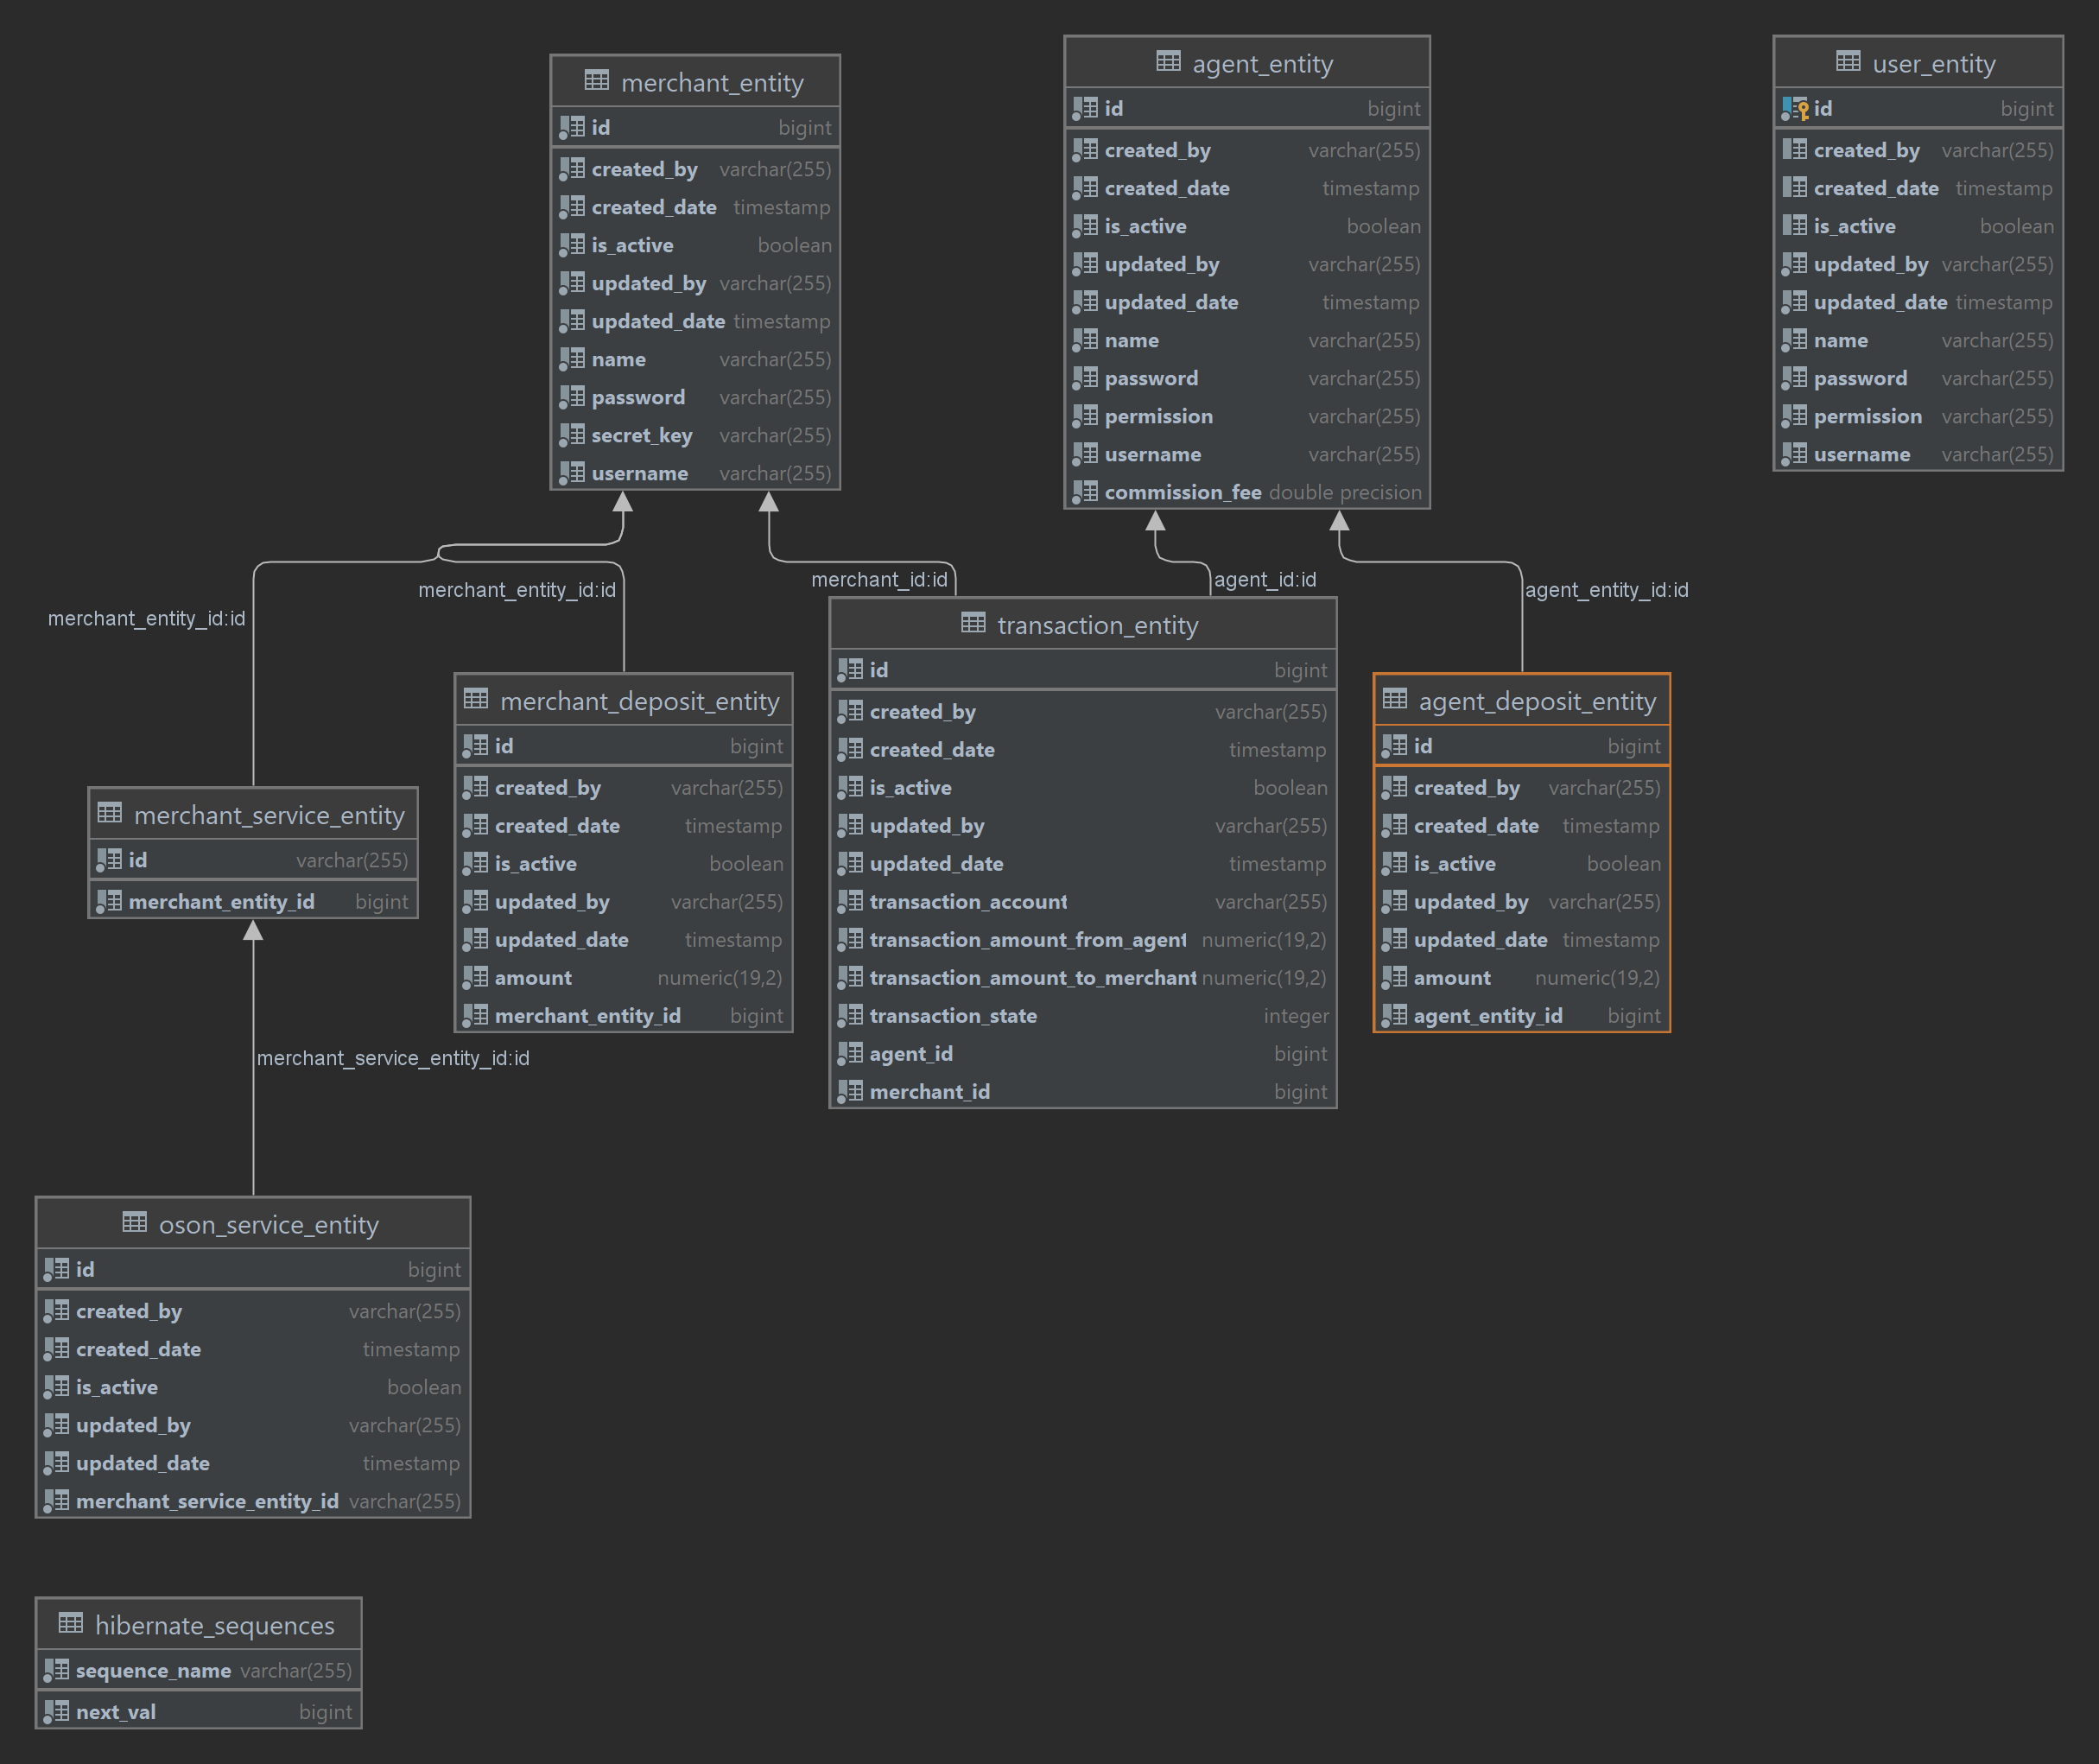 merchant_entity
id bigint
created_by varchar(255)
created_date timestamp
is_active boolean
updated_by varchar(255)
updated_date timestamp
name varchar(255)
password varchar(255)
secret_key varchar(255)
username varchar(255)
agent_entity
id bigint
created_by varchar(255)
created_date timestamp
is_active boolean
updated_by varchar(255)
updated_date timestamp
name varchar(255)
password varchar(255)
permission varchar(255)
username varchar(255)
commission_fee double precision
user_entity
id bigint
created_by varchar(255)
created_date timestamp
is_active boolean
updated_by varchar(255)
updated_date timestamp
name varchar(255)
password varchar(255)
permission varchar(255)
username varchar(255)
merchant_entity_id:id
merchant_entity_id:id
merchant_id:id
agent_id:id
agent_entity_id:id
merchant_service_entity
id varchar(255)
merchant_entity_id bigint
merchant_deposit_entity
id bigint
created_by varchar(255)
created_date timestamp
is_active boolean
updated_by varchar(255)
updated_date timestamp
amount numeric(19,2)
merchant_entity_id bigint
transaction_entity
id bigint
created_by varchar(255)
created_date timestamp
is_active boolean
updated_by varchar(255)
updated_date timestamp
transaction_account varchar(255)
transaction_amount_from_agent numeric(19,2)
transaction_amount_to_merchant numeric(19,2)
transaction_state integer
agent_id bigint
merchant_id bigint
agent_deposit_entity
id bigint
created_by varchar(255)
created_date timestamp
is_active boolean
updated_by varchar(255)
updated_date timestamp
amount numeric(19,2)
agent_entity_id bigint
merchant_service_entity_id:id
oson_service_entity
id bigint
created_by varchar(255)
created_date timestamp
is_active boolean
updated_by varchar(255)
updated_date timestamp
merchant_service_entity_id varchar(255)
hibernate_sequences
sequence_name varchar(255)
next_val bigint